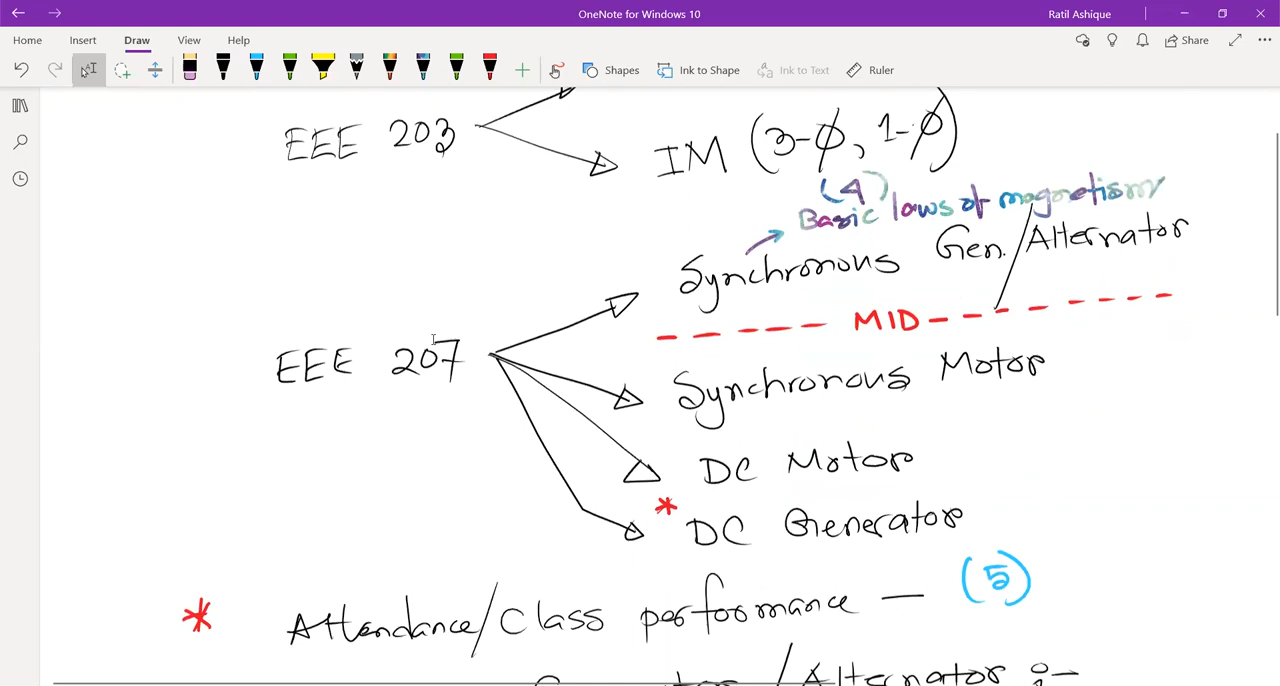 OneNote for Windows 10
Ratil Ashique
Home Insert Draw View Help
Share
Shapes Ink to Shape Ink to Text Ruler
EEE 203
IM (3-ϕ, 1-ϕ)
(4)
Basic laws of magnetism
Synchronous Gen./Alternator
MID
EEE 207
Synchronous Motor
DC Motor
* DC Generator
(5)
* Attendance/Class performance —
/Alternator :-